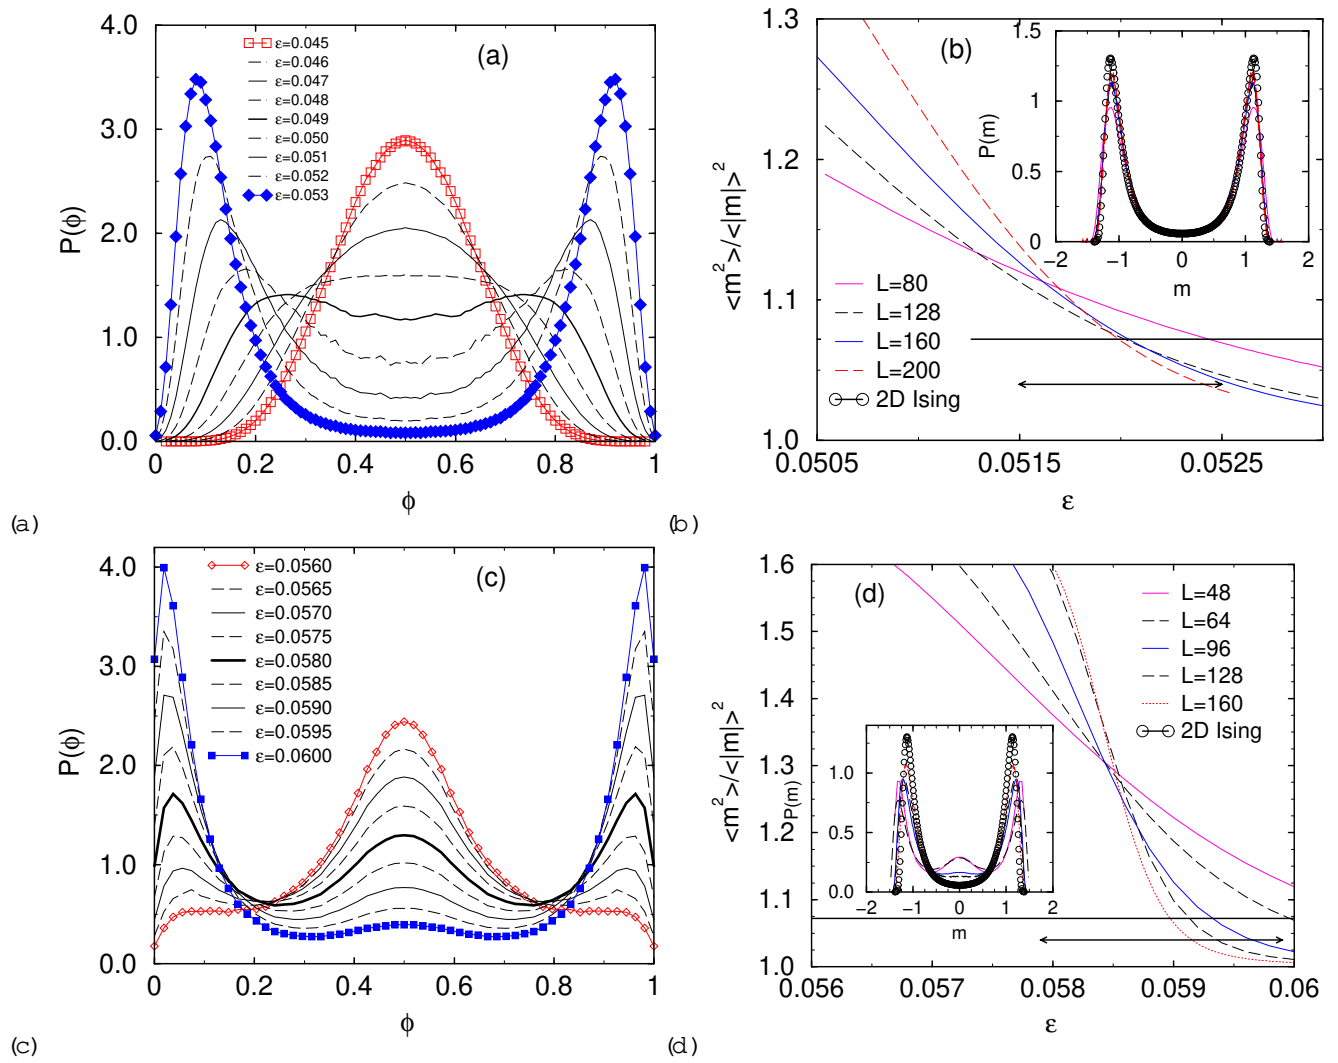 (a)
ε=0.045
ε=0.046
ε=0.047
ε=0.048
ε=0.049
ε=0.050
ε=0.051
ε=0.052
ε=0.053
4.0
3.0
2.0
1.0
0.0
P(ϕ)
0 0.2 0.4 0.6 0.8 1
ϕ
(a)
(b)
1.3
1.2
1.1
1.0
<m²>/<|m|>²
L=80
L=128
L=160
L=200
2D Ising
1.5
1
0.5
0
P(m)
−2 −1 0 1 2
m
0.0505 0.0515 0.0525
ε
(b)
(c)
ε=0.0560
ε=0.0565
ε=0.0570
ε=0.0575
ε=0.0580
ε=0.0585
ε=0.0590
ε=0.0595
ε=0.0600
4.0
3.0
2.0
1.0
0.0
P(ϕ)
0 0.2 0.4 0.6 0.8 1
ϕ
(c)
(d)
1.6
1.5
1.4
1.3
1.2
1.1
1.0
<m²>/<|m|>²
L=48
L=64
L=96
L=128
L=160
2D Ising
1.0
0.5
0.0
P(m)
−2 −1 0 1 2
m
0.056 0.057 0.058 0.059 0.06
ε
(d)